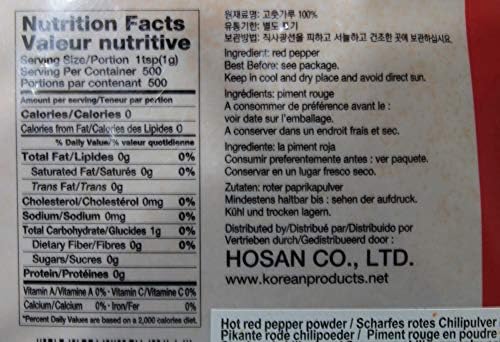 Nutrition Facts
Valeur nutritive
Serving Size/Portion 1tsp(1g)
Serving Per Container 500
Portions par contenant 500
Amount per serving/Teneur par portion
Calories/Calories 0
Calories from Fat/Calories des Lipides 0
% Daily Value/% valeur quotidienne
Total Fat/Lipides 0g 0%
Saturated Fat/Saturés 0g 0%
Trans Fat/Trans 0g
Cholesterol/Cholestérol 0mg 0%
Sodium/Sodium 0mg 0%
Total Carbohydrate/Glucides 1g 0%
Dietary Fiber/Fibres 0g 0%
Sugars/Sucres 0g
Protein/Protéines 0g
Vitamin A/Vitamine A 0% · Vitamin C/Vitamine C 0%
Calcium/Calcium 0% · Iron/Fer 0%
*Percent Daily Values are based on a 2,000 calories diet.
원재료명: 고춧가루 100%
유통기한: 별도 표기
보관방법: 직사광선을 피하고 서늘하고 건조한 곳에 보관하십시오.
Ingredient: red pepper
Best Before: see package.
Keep in cool and dry place and avoid direct sun.
Ingrédients: piment rouge
A consommer de préférence avant le :
voir date sur l'emballage.
A conserver dans un endroit frais et sec.
Ingrediente: la piment roja
Consumir preferentemente antes : ver paquete.
Conservar en un lugar fresco seco.
Zutaten: roter paprikapulver
Mindestens haltbar bis : sehen der aufdruck.
Kühl und trocken lagern.
Distributed by/Distribué par/Distribuido por
Vertrieben durch/Gedistribueerd door :
HOSAN CO., LTD.
www.koreanproducts.net
Hot red pepper powder / Scharfes rotes Chilipulver
Pikante rode chilipoeder / Piment rouge en poudre